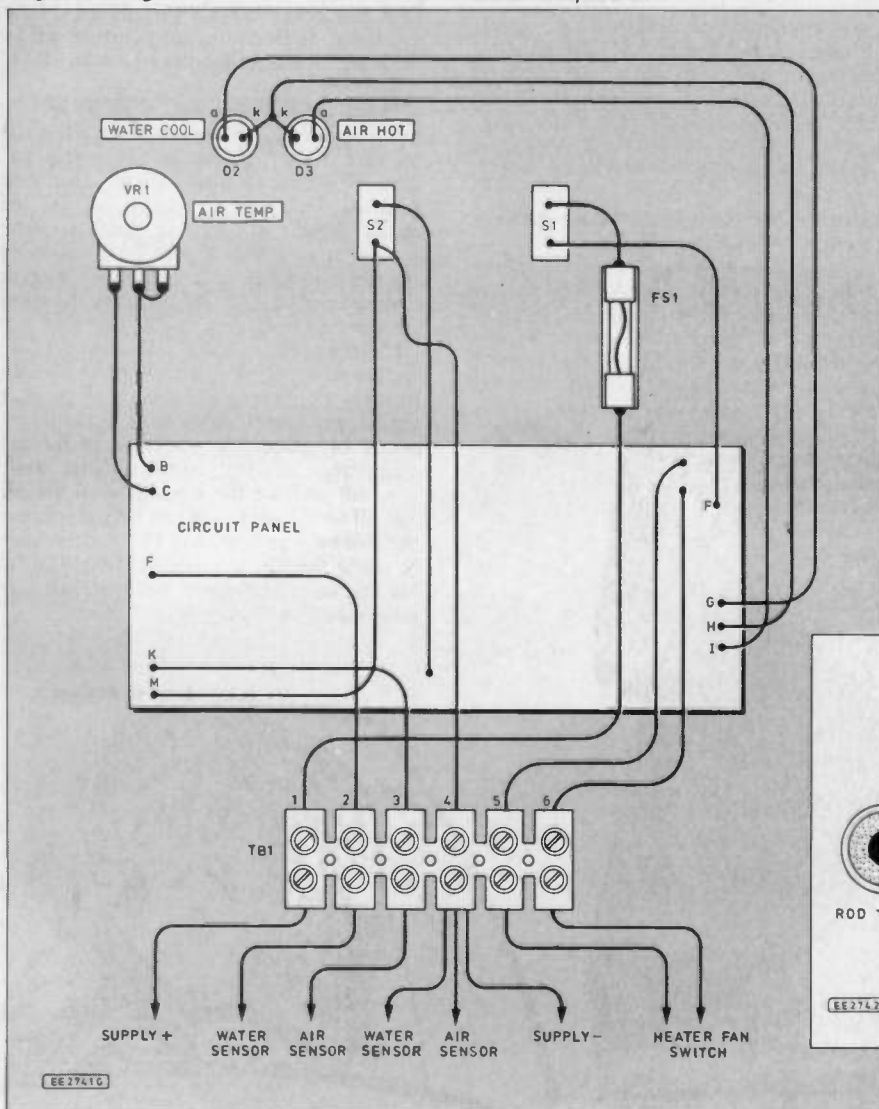 a k k a
WATER COOL
AIR HOT
D2 D3
VR1
AIR TEMP.
S2
S1
FS1
B
C
CIRCUIT PANEL
F
F
G
H
I
K
M
1 2 3 4 5 6
TB1
ROD T
SUPPLY + WATER SENSOR AIR SENSOR WATER SENSOR AIR SENSOR SUPPLY- HEATER FAN SWITCH
EE2741G
EE2742